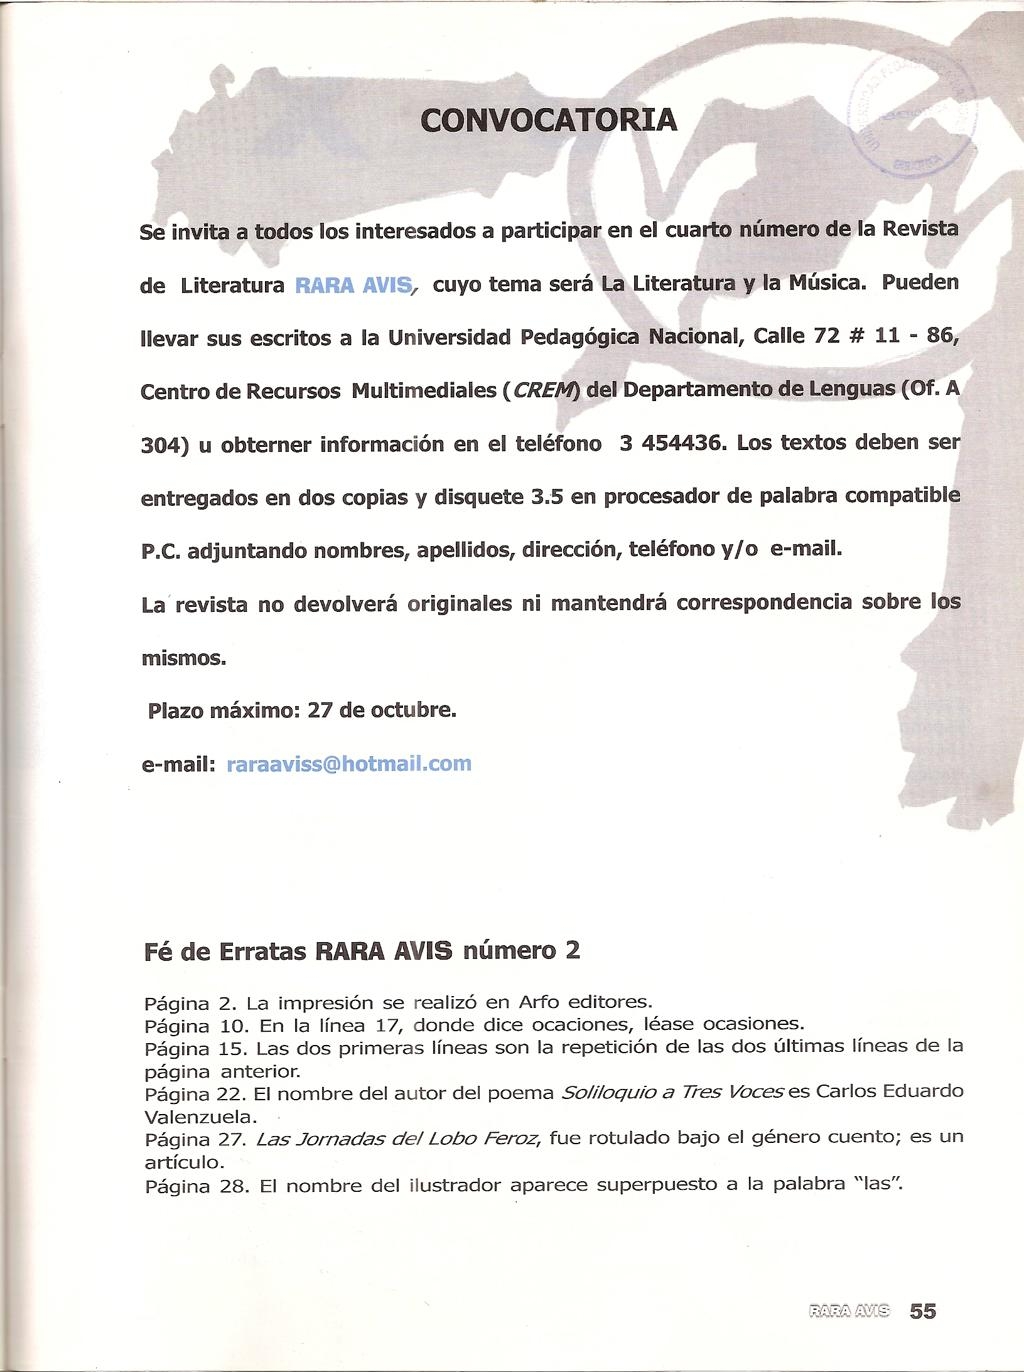 CONVOCATORIA
Se invita a todos los interesados a participar en el cuarto número de la Revista
de Literatura RARA AVIS, cuyo tema será La Literatura y la Música. Pueden
llevar sus escritos a la Universidad Pedagógica Nacional, Calle 72 # 11 - 86,
Centro de Recursos Multimediales (CREM) del Departamento de Lenguas (Of. A
304) u obterner información en el teléfono 3 454436. Los textos deben ser
entregados en dos copias y disquete 3.5 en procesador de palabra compatible
P.C. adjuntando nombres, apellidos, dirección, teléfono y/o e-mail.
La revista no devolverá originales ni mantendrá correspondencia sobre los
mismos.
Plazo máximo: 27 de octubre.
e-mail: raraaviss@hotmail.com
Fé de Erratas RARA AVIS número 2
Página 2. La impresión se realizó en Arfo editores.
Página 10. En la línea 17, donde dice ocaciones, léase ocasiones.
Página 15. Las dos primeras líneas son la repetición de las dos últimas líneas de la
página anterior.
Página 22. El nombre del autor del poema Soliloquio a Tres Voces es Carlos Eduardo
Valenzuela.
Página 27. Las Jornadas del Lobo Feroz, fue rotulado bajo el género cuento; es un
artículo.
Página 28. El nombre del ilustrador aparece superpuesto a la palabra "las".
RARA AVIS 55